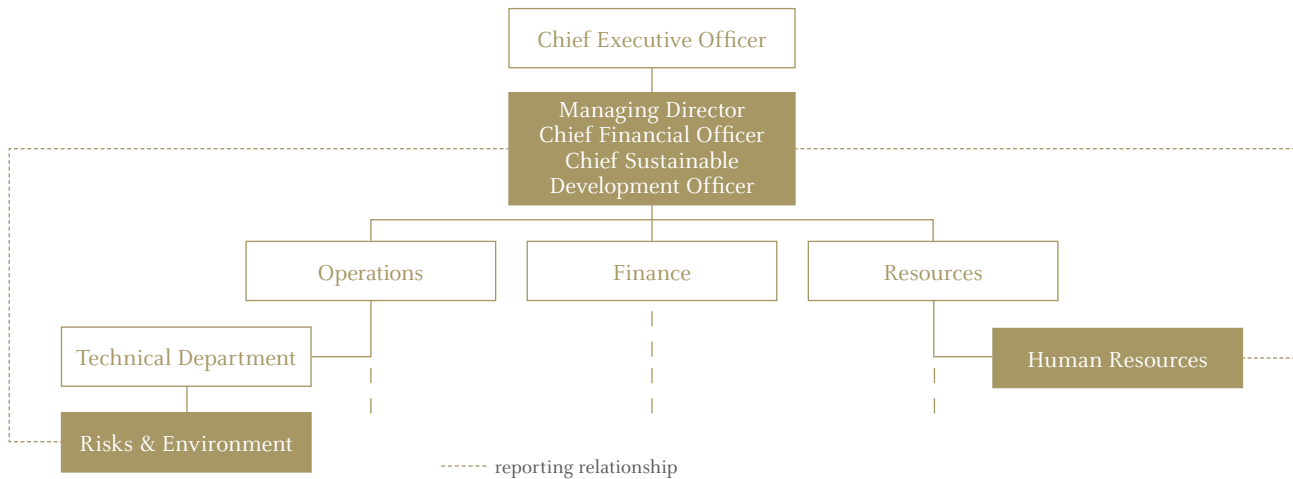 Chief Executive Officer
Managing Director
Chief Financial Officer
Chief Sustainable
Development Officer
Operations
Finance
Resources
Technical Department
Human Resources
Risks & Environment
reporting relationship